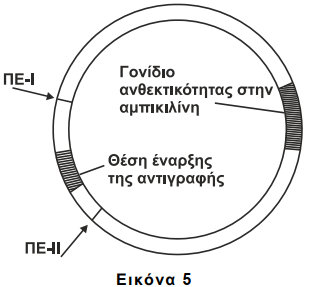 ΠΕ-Ι
Γονίδιο
ανθεκτικότητας στην
αμπικιλίνη
Θέση έναρξης
της αντιγραφής
ΠΕ-ΙΙ
Εικόνα 5